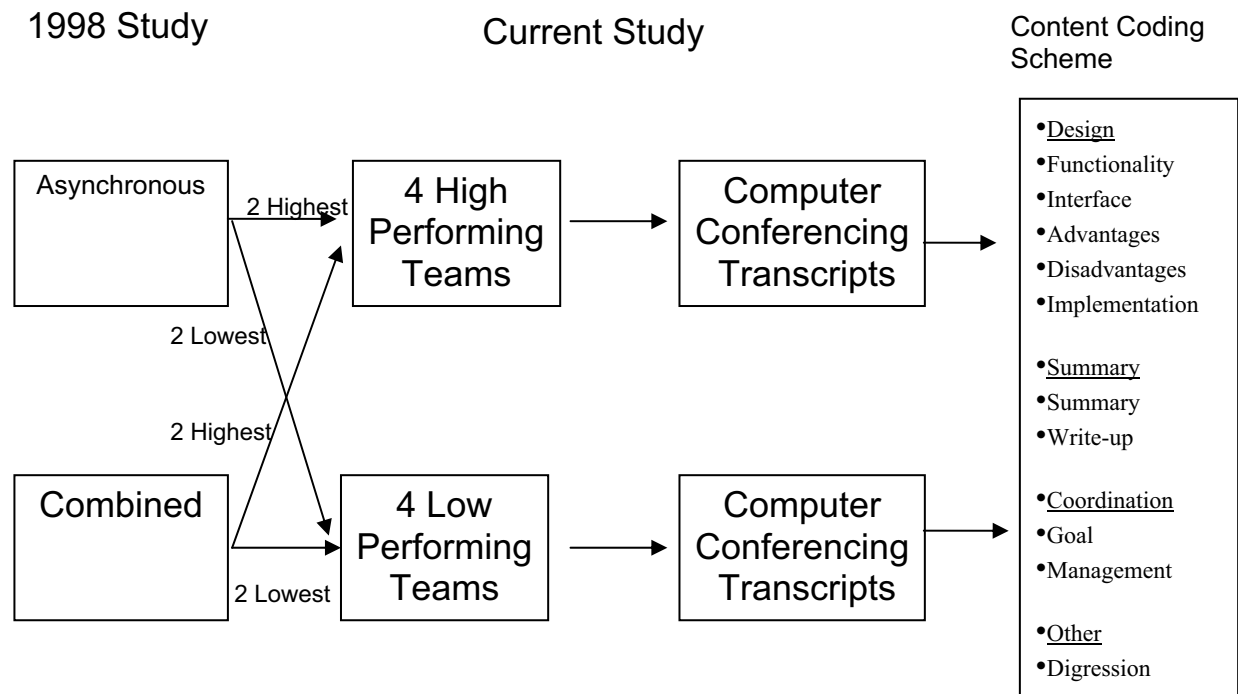 1998 Study
Current Study
Content Coding
Scheme
Asynchronous
2 Highest
4 High
Performing
Teams
Computer
Conferencing
Transcripts
2 Lowest
2 Highest
Combined
2 Lowest
4 Low
Performing
Teams
Computer
Conferencing
Transcripts
•Design
•Functionality
•Interface
•Advantages
•Disadvantages
•Implementation
•Summary
•Summary
•Write-up
•Coordination
•Goal
•Management
•Other
•Digression